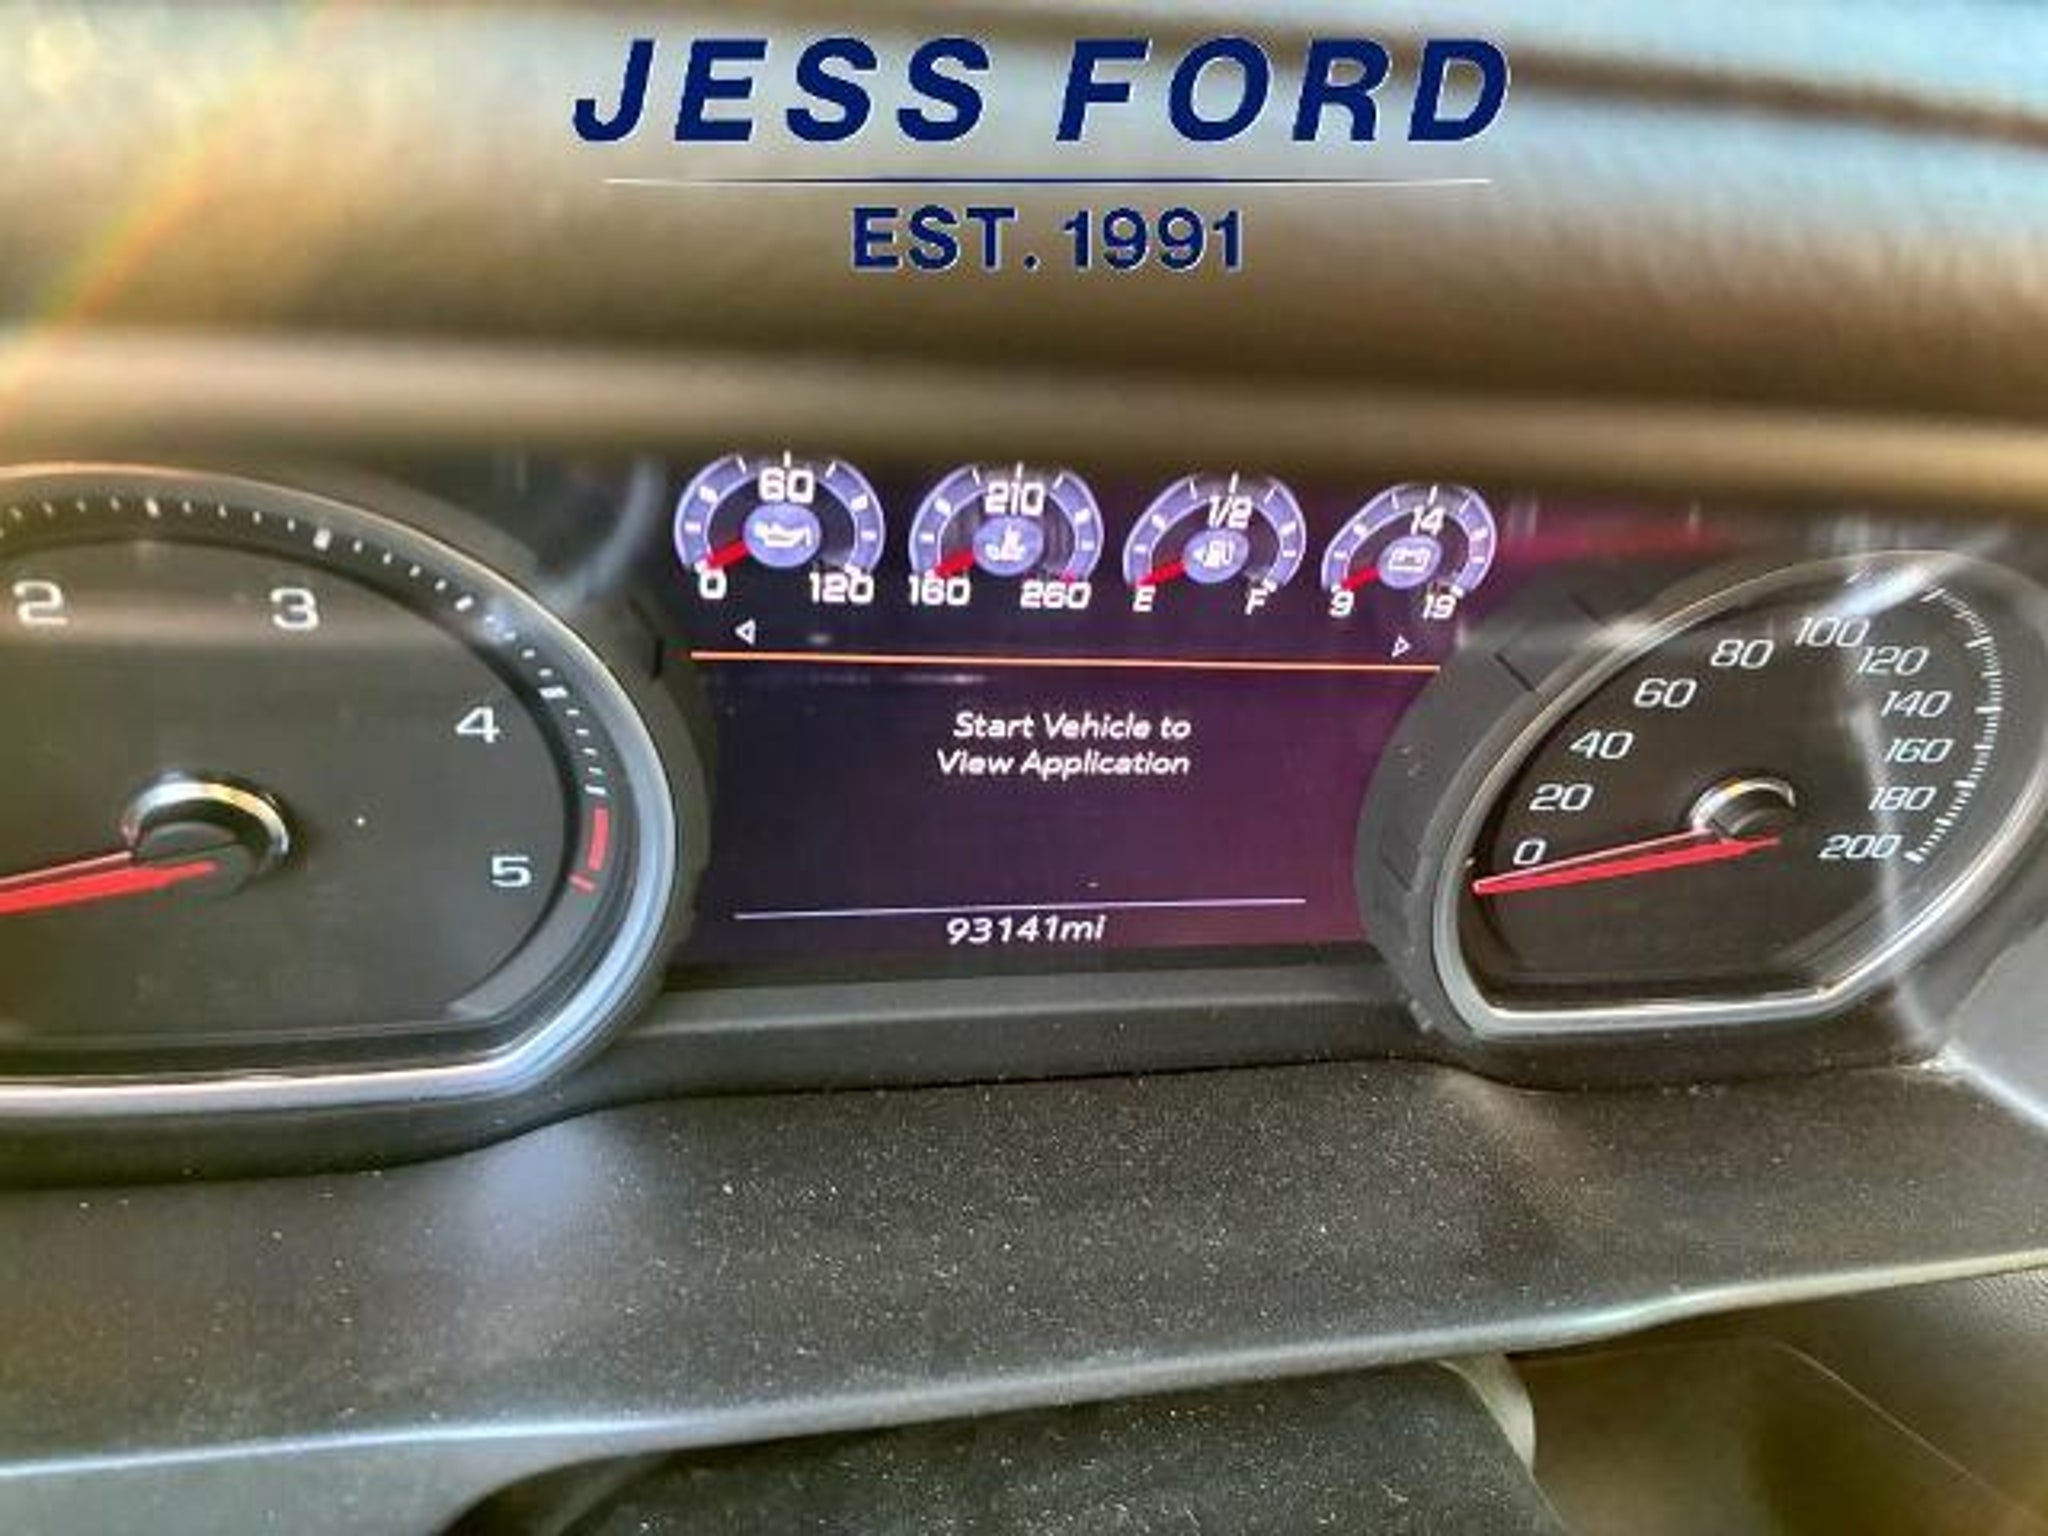 JESS FORD
EST. 1991
60
0 120
210
160 260
1/2
E F
14
9 19
2 3 4 5
Start Vehicle to
View Application
93141mi
0 20 40 60 80 100 120 140 160 180 200